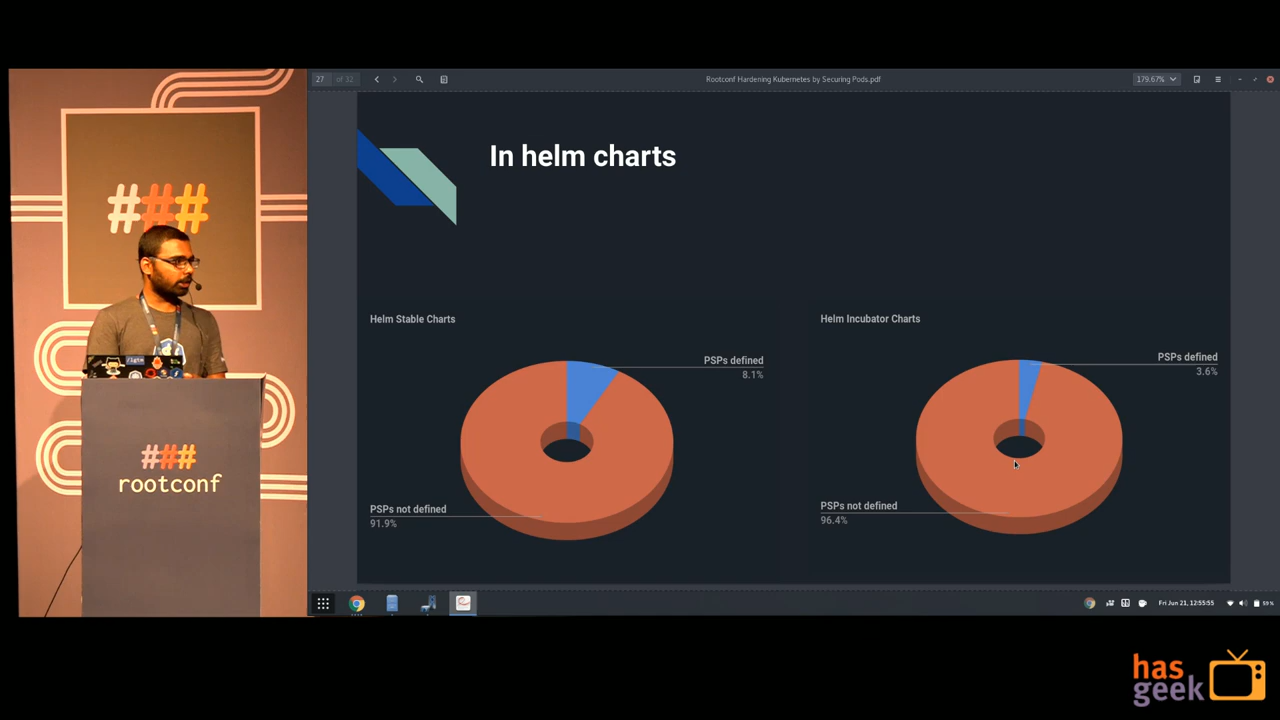 27 of 32
Rootconf Hardening Kubernetes by Securing Pods.pdf
179.67%
In helm charts
###
Helm Stable Charts
PSPs defined
8.1%
PSPs not defined
91.9%
Helm Incubator Charts
PSPs defined
3.6%
PSPs not defined
96.4%
/lgtm
###
rootconf
Fri Jun 21, 12:55:55
59%
has
geek